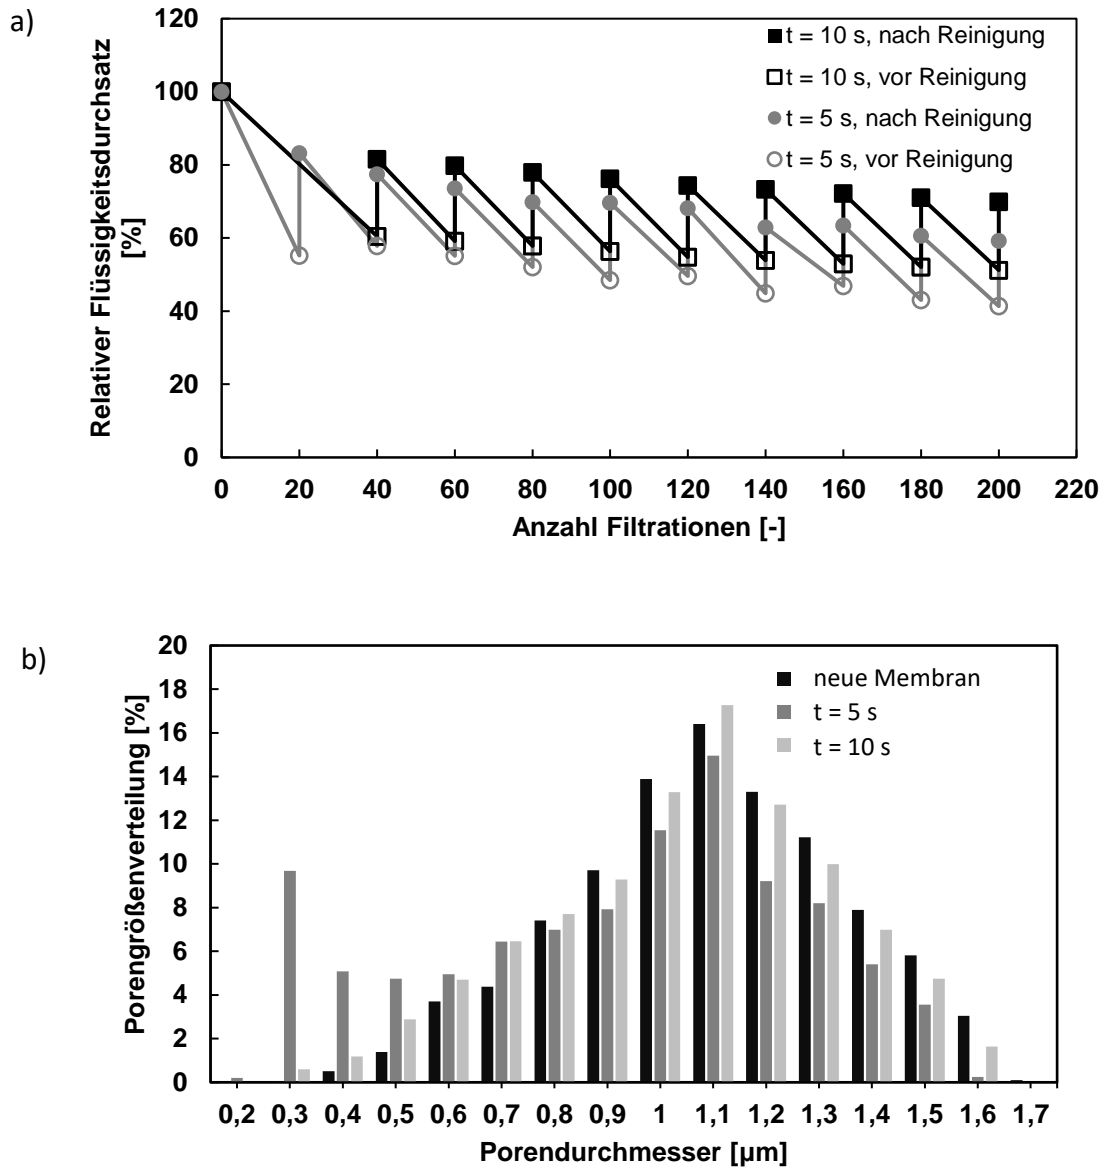 a)
Relativer Flüssigkeitsdurchsatz
[%]
120
100
80
60
40
20
0
t = 10 s, nach Reinigung
t = 10 s, vor Reinigung
t = 5 s, nach Reinigung
t = 5 s, vor Reinigung
0 20 40 60 80 100 120 140 160 180 200 220
Anzahl Filtrationen [-]
b)
Porengrößenverteilung [%]
20
18
16
14
12
10
8
6
4
2
0
neue Membran
t = 5 s
t = 10 s
0,2 0,3 0,4 0,5 0,6 0,7 0,8 0,9 1 1,1 1,2 1,3 1,4 1,5 1,6 1,7
Porendurchmesser [µm]